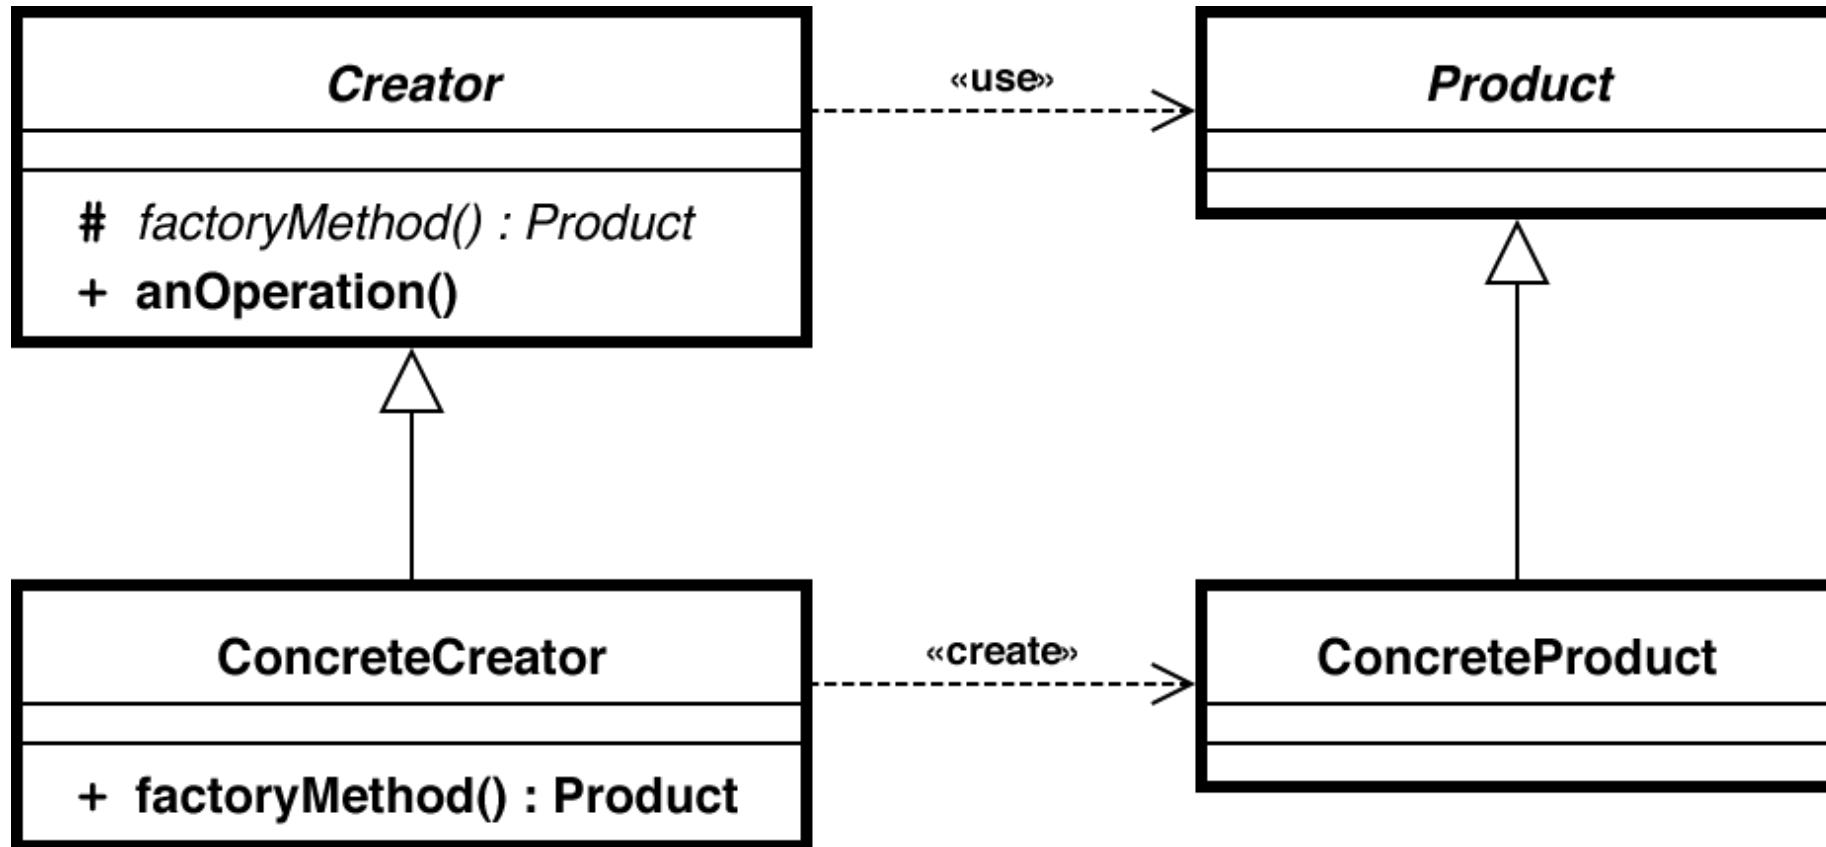 Creator
«use»
Product
# factoryMethod() : Product
+ anOperation()
ConcreteCreator
«create»
ConcreteProduct
+ factoryMethod() : Product